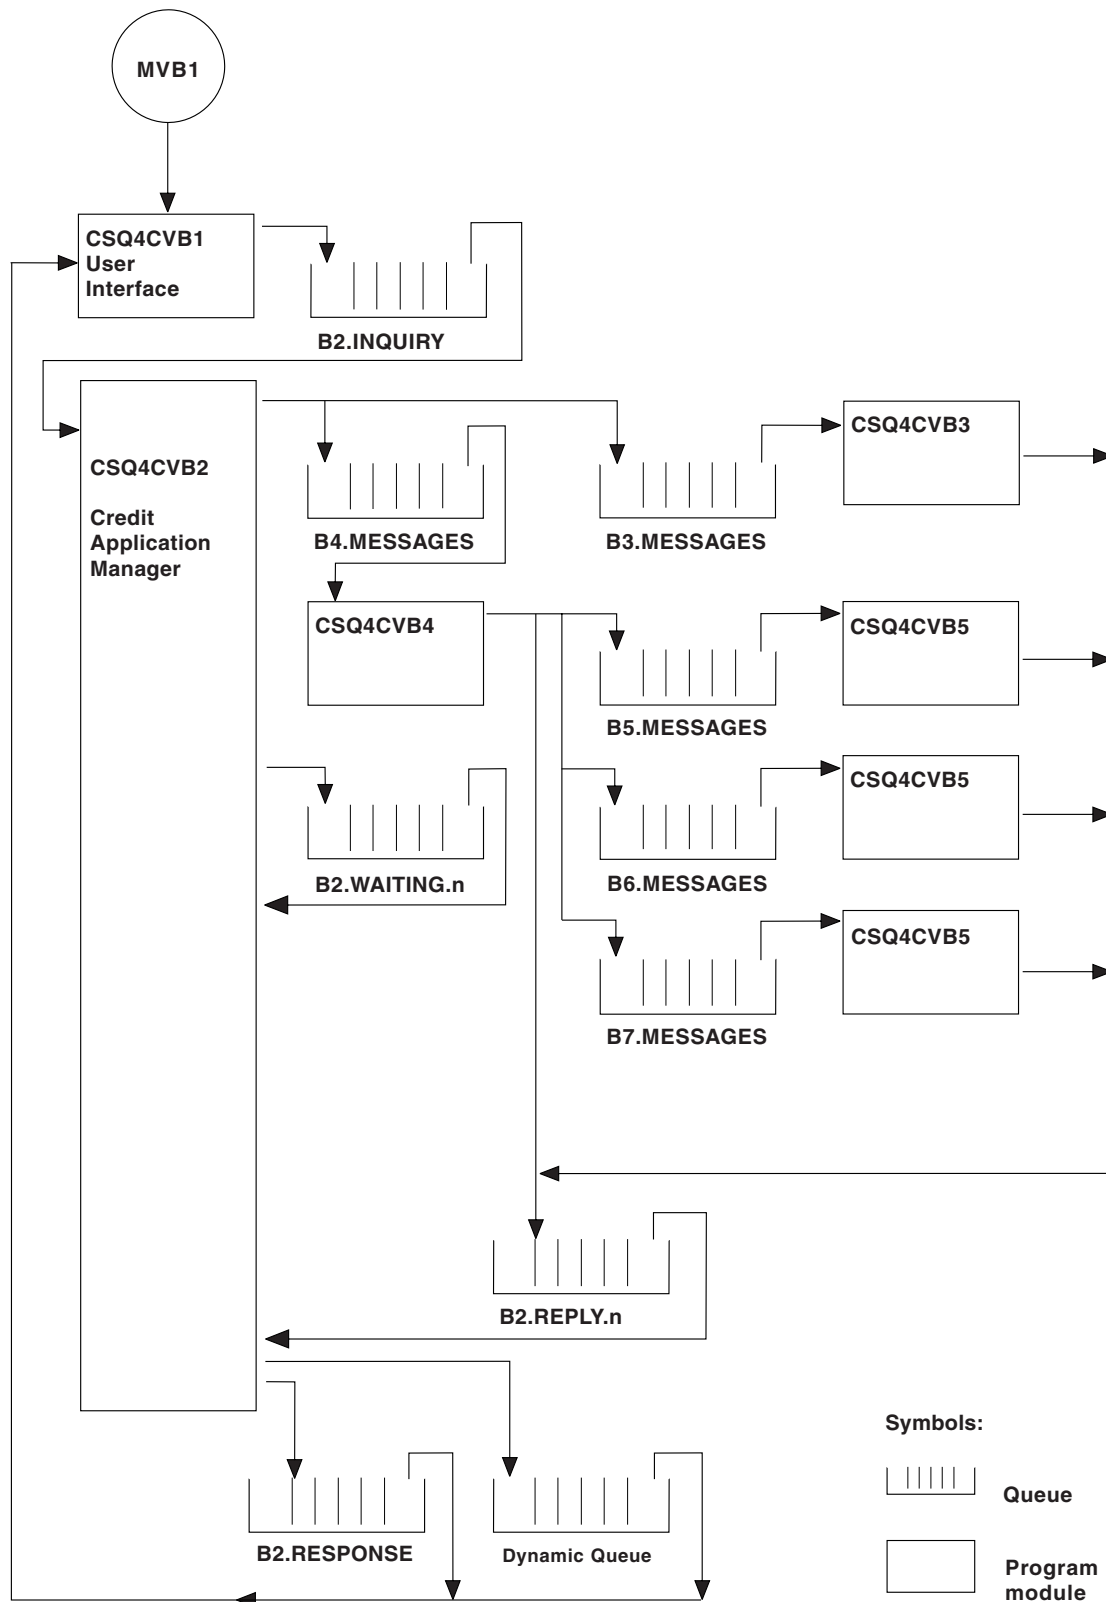 MVB1
CSQ4CVB1
User
Interface
B2.INQUIRY
CSQ4CVB2
Credit
Application
Manager
B4.MESSAGES
B3.MESSAGES
CSQ4CVB3
CSQ4CVB4
B5.MESSAGES
CSQ4CVB5
B2.WAITING.n
B6.MESSAGES
CSQ4CVB5
B7.MESSAGES
CSQ4CVB5
B2.REPLY.n
B2.RESPONSE
Dynamic Queue
Symbols:
Queue
Program
module